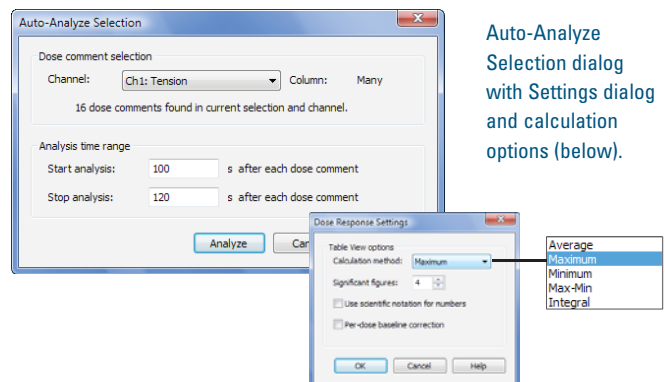 Auto-Analyze Selection
Dose comment selection
Channel: Ch1: Tension Column: Many
16 dose comments found in current selection and channel.
Analysis time range
Start analysis: 100 s after each dose comment
Stop analysis: 120 s after each dose comment
Analyze
Auto-Analyze
Selection dialog
with Settings dialog
and calculation
options (below).
Dose Response Settings
Table View options
Calculation method: Maximum
Significant figures: 4
Use scientific notation for numbers
Per-dose baseline correction
OK Cancel Help
Average
Maximum
Minimum
Max-Min
Integral